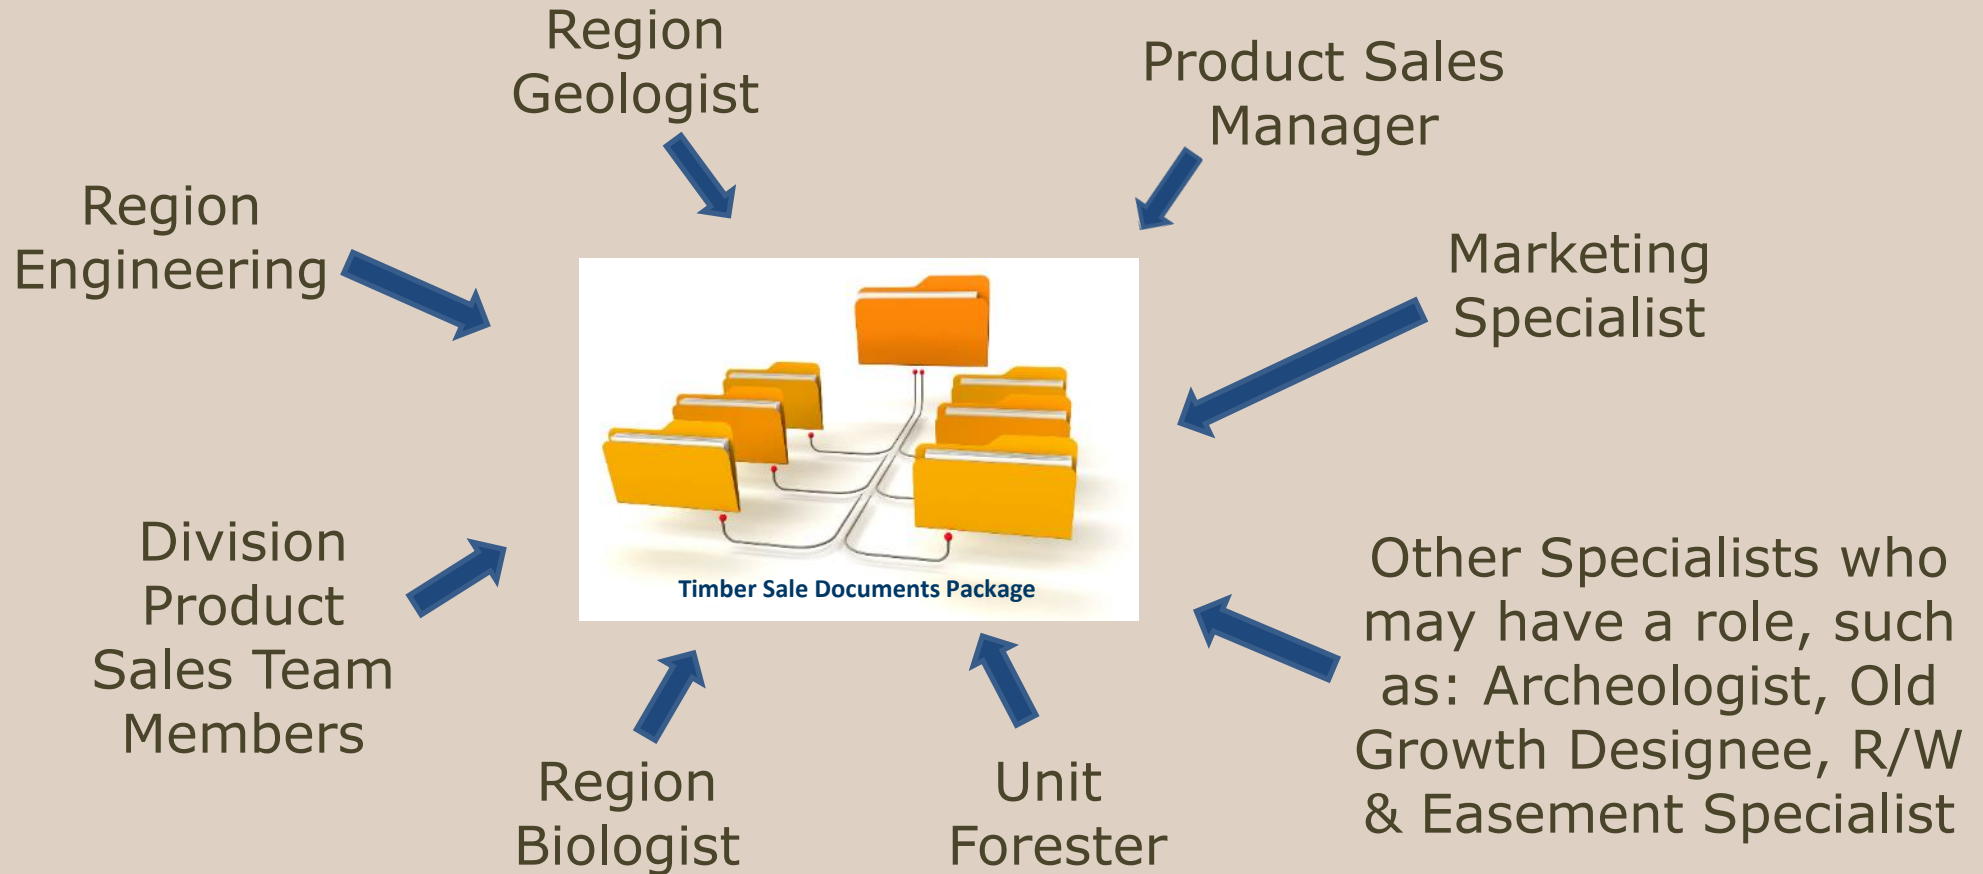 Region
Geologist
Product Sales
Manager
Region
Engineering
Marketing
Specialist
Timber Sale Documents Package
Division
Product
Sales Team
Members
Other Specialists who
may have a role, such
as: Archeologist, Old
Growth Designee, R/W
& Easement Specialist
Region
Biologist
Unit
Forester